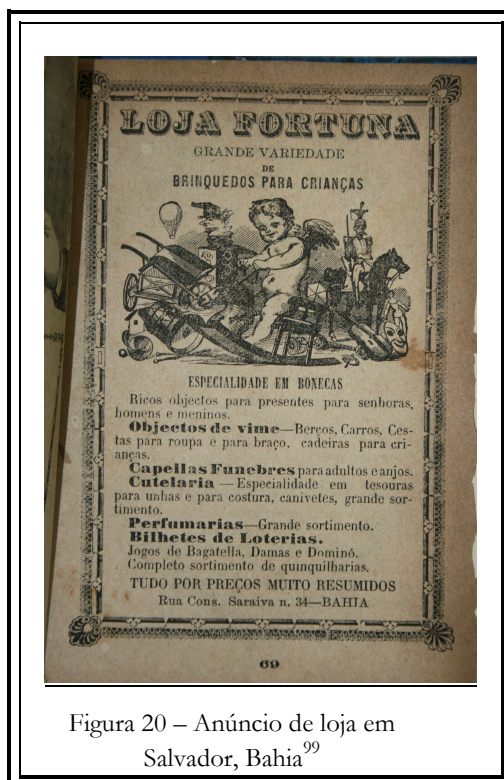 LOJA FORTUNA
GRANDE VARIEDADE
DE
BRINQUEDOS PARA CRIANÇAS
ESPECIALIDADE EM BONECAS
Ricos objectos para presentes para senhoras,
homens e meninos.
Objectos de vime—Berços, Carros, Ces-
tas para roupa e para braço, cadeiras para cri-
anças.
Capellas Funebres para adultos e anjos.
Cutelaria — Especialidade em tesouras
para unhas e para costura, canivetes, grande sor-
timento.
Perfumarias—Grande sortimento.
Bilhetes de Loterias.
Jogos de Bagatella, Damas e Dominó.
Completo sortimento de quinquilharias.
TUDO POR PREÇOS MUITO RESUMIDOS
Rua Cons. Saraiva n. 34—BAHIA
69
Figura 20 – Anúncio de loja em
Salvador, Bahia99